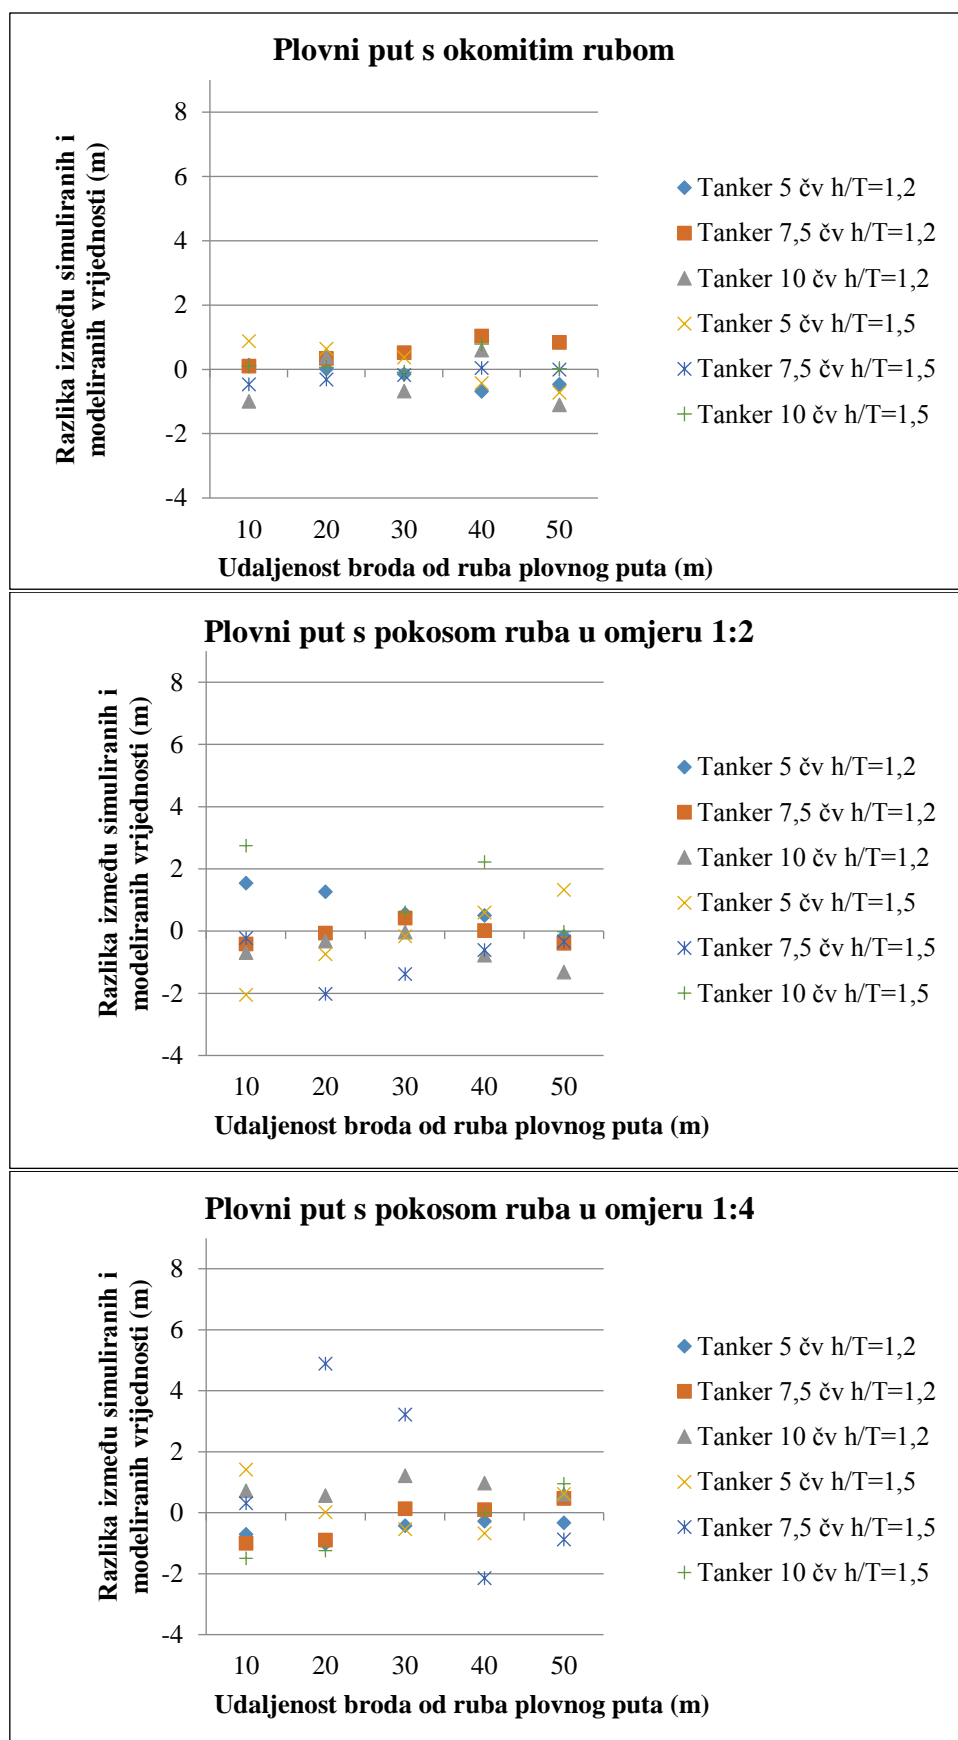 Plovni put s okomitim rubom
Razlika između simuliranih i
modeliranih vrijednosti (m)
8
6
4
2
0
-2
-4
10 20 30 40 50
Udaljenost broda od ruba plovnog puta (m)
Tanker 5 čv h/T=1,2
Tanker 7,5 čv h/T=1,2
Tanker 10 čv h/T=1,2
Tanker 5 čv h/T=1,5
Tanker 7,5 čv h/T=1,5
Tanker 10 čv h/T=1,5
Plovni put s pokosom ruba u omjeru 1:2
Razlika između simuliranih i
modeliranih vrijednosti (m)
8
6
4
2
0
-2
-4
10 20 30 40 50
Udaljenost broda od ruba plovnog puta (m)
Tanker 5 čv h/T=1,2
Tanker 7,5 čv h/T=1,2
Tanker 10 čv h/T=1,2
Tanker 5 čv h/T=1,5
Tanker 7,5 čv h/T=1,5
Tanker 10 čv h/T=1,5
Plovni put s pokosom ruba u omjeru 1:4
Razlika između simuliranih i
modeliranih vrijednosti (m)
8
6
4
2
0
-2
-4
10 20 30 40 50
Udaljenost broda od ruba plovnog puta (m)
Tanker 5 čv h/T=1,2
Tanker 7,5 čv h/T=1,2
Tanker 10 čv h/T=1,2
Tanker 5 čv h/T=1,5
Tanker 7,5 čv h/T=1,5
Tanker 10 čv h/T=1,5